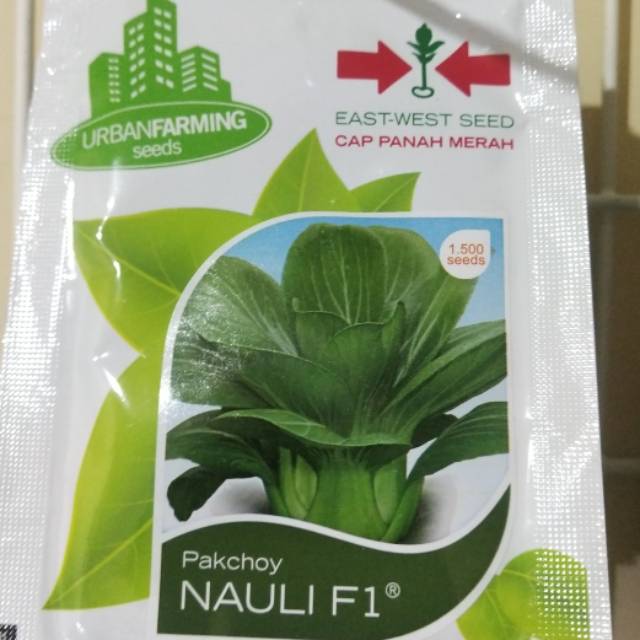 URBANFARMING
seeds
EAST-WEST SEED
CAP PANAH MERAH
1.500
seeds
Pakchoy
NAULI F1®